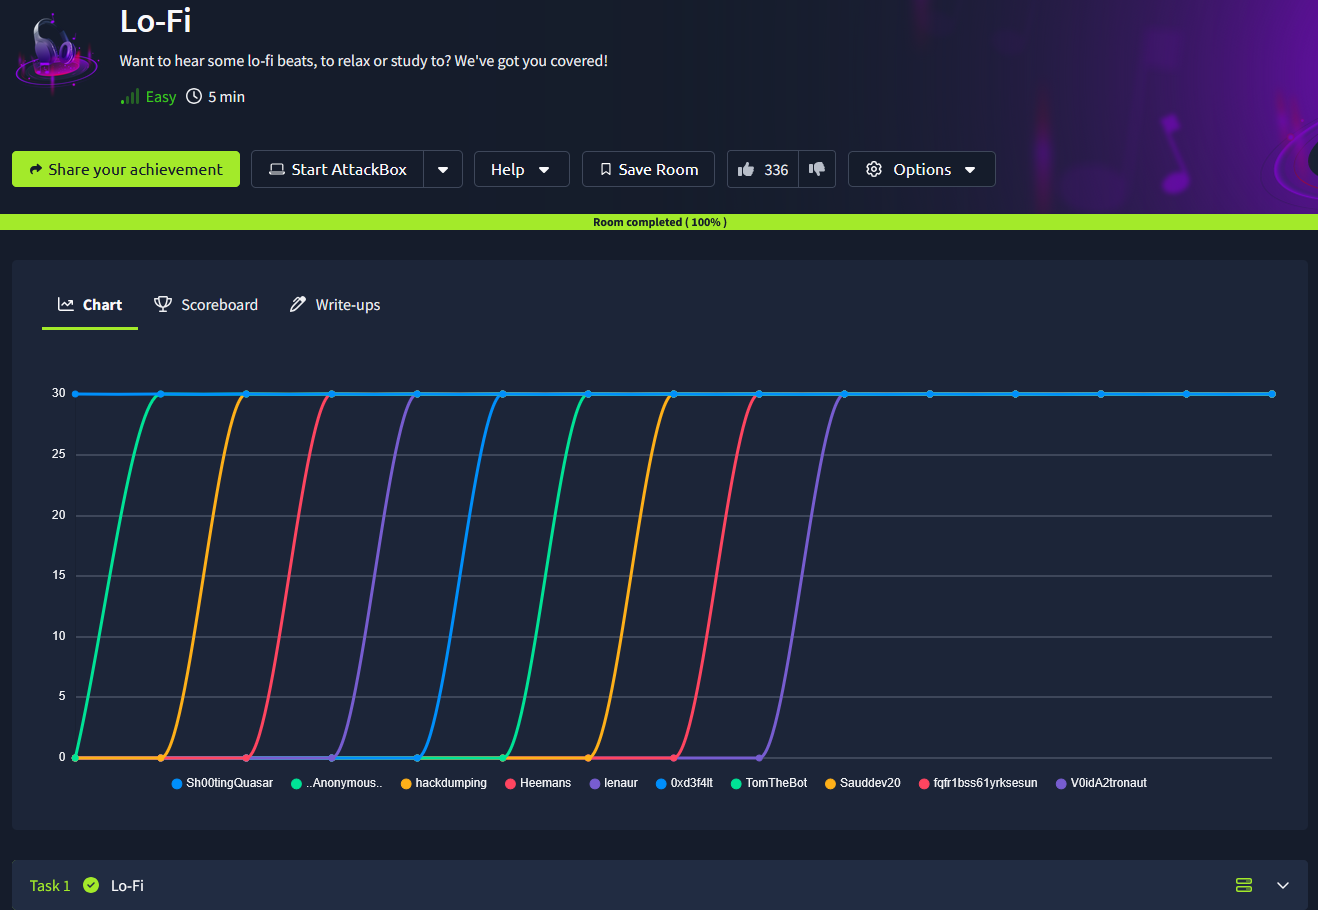 Lo-Fi
Want to hear some lo-fi beats, to relax or study to? We've got you covered!
Easy 5 min
Share your achievement Start AttackBox Help Save Room 336 Options
Room completed ( 100% )
Chart Scoreboard Write-ups
30
25
20
15
10
5
0
Sh00tingQuasar ..Anonymous.. hackdumping Heemans lenaur 0xd3f4lt TomTheBot Sauddev20 fqfr1bss61yrksesun V0idA2tronaut
Task 1 Lo-Fi